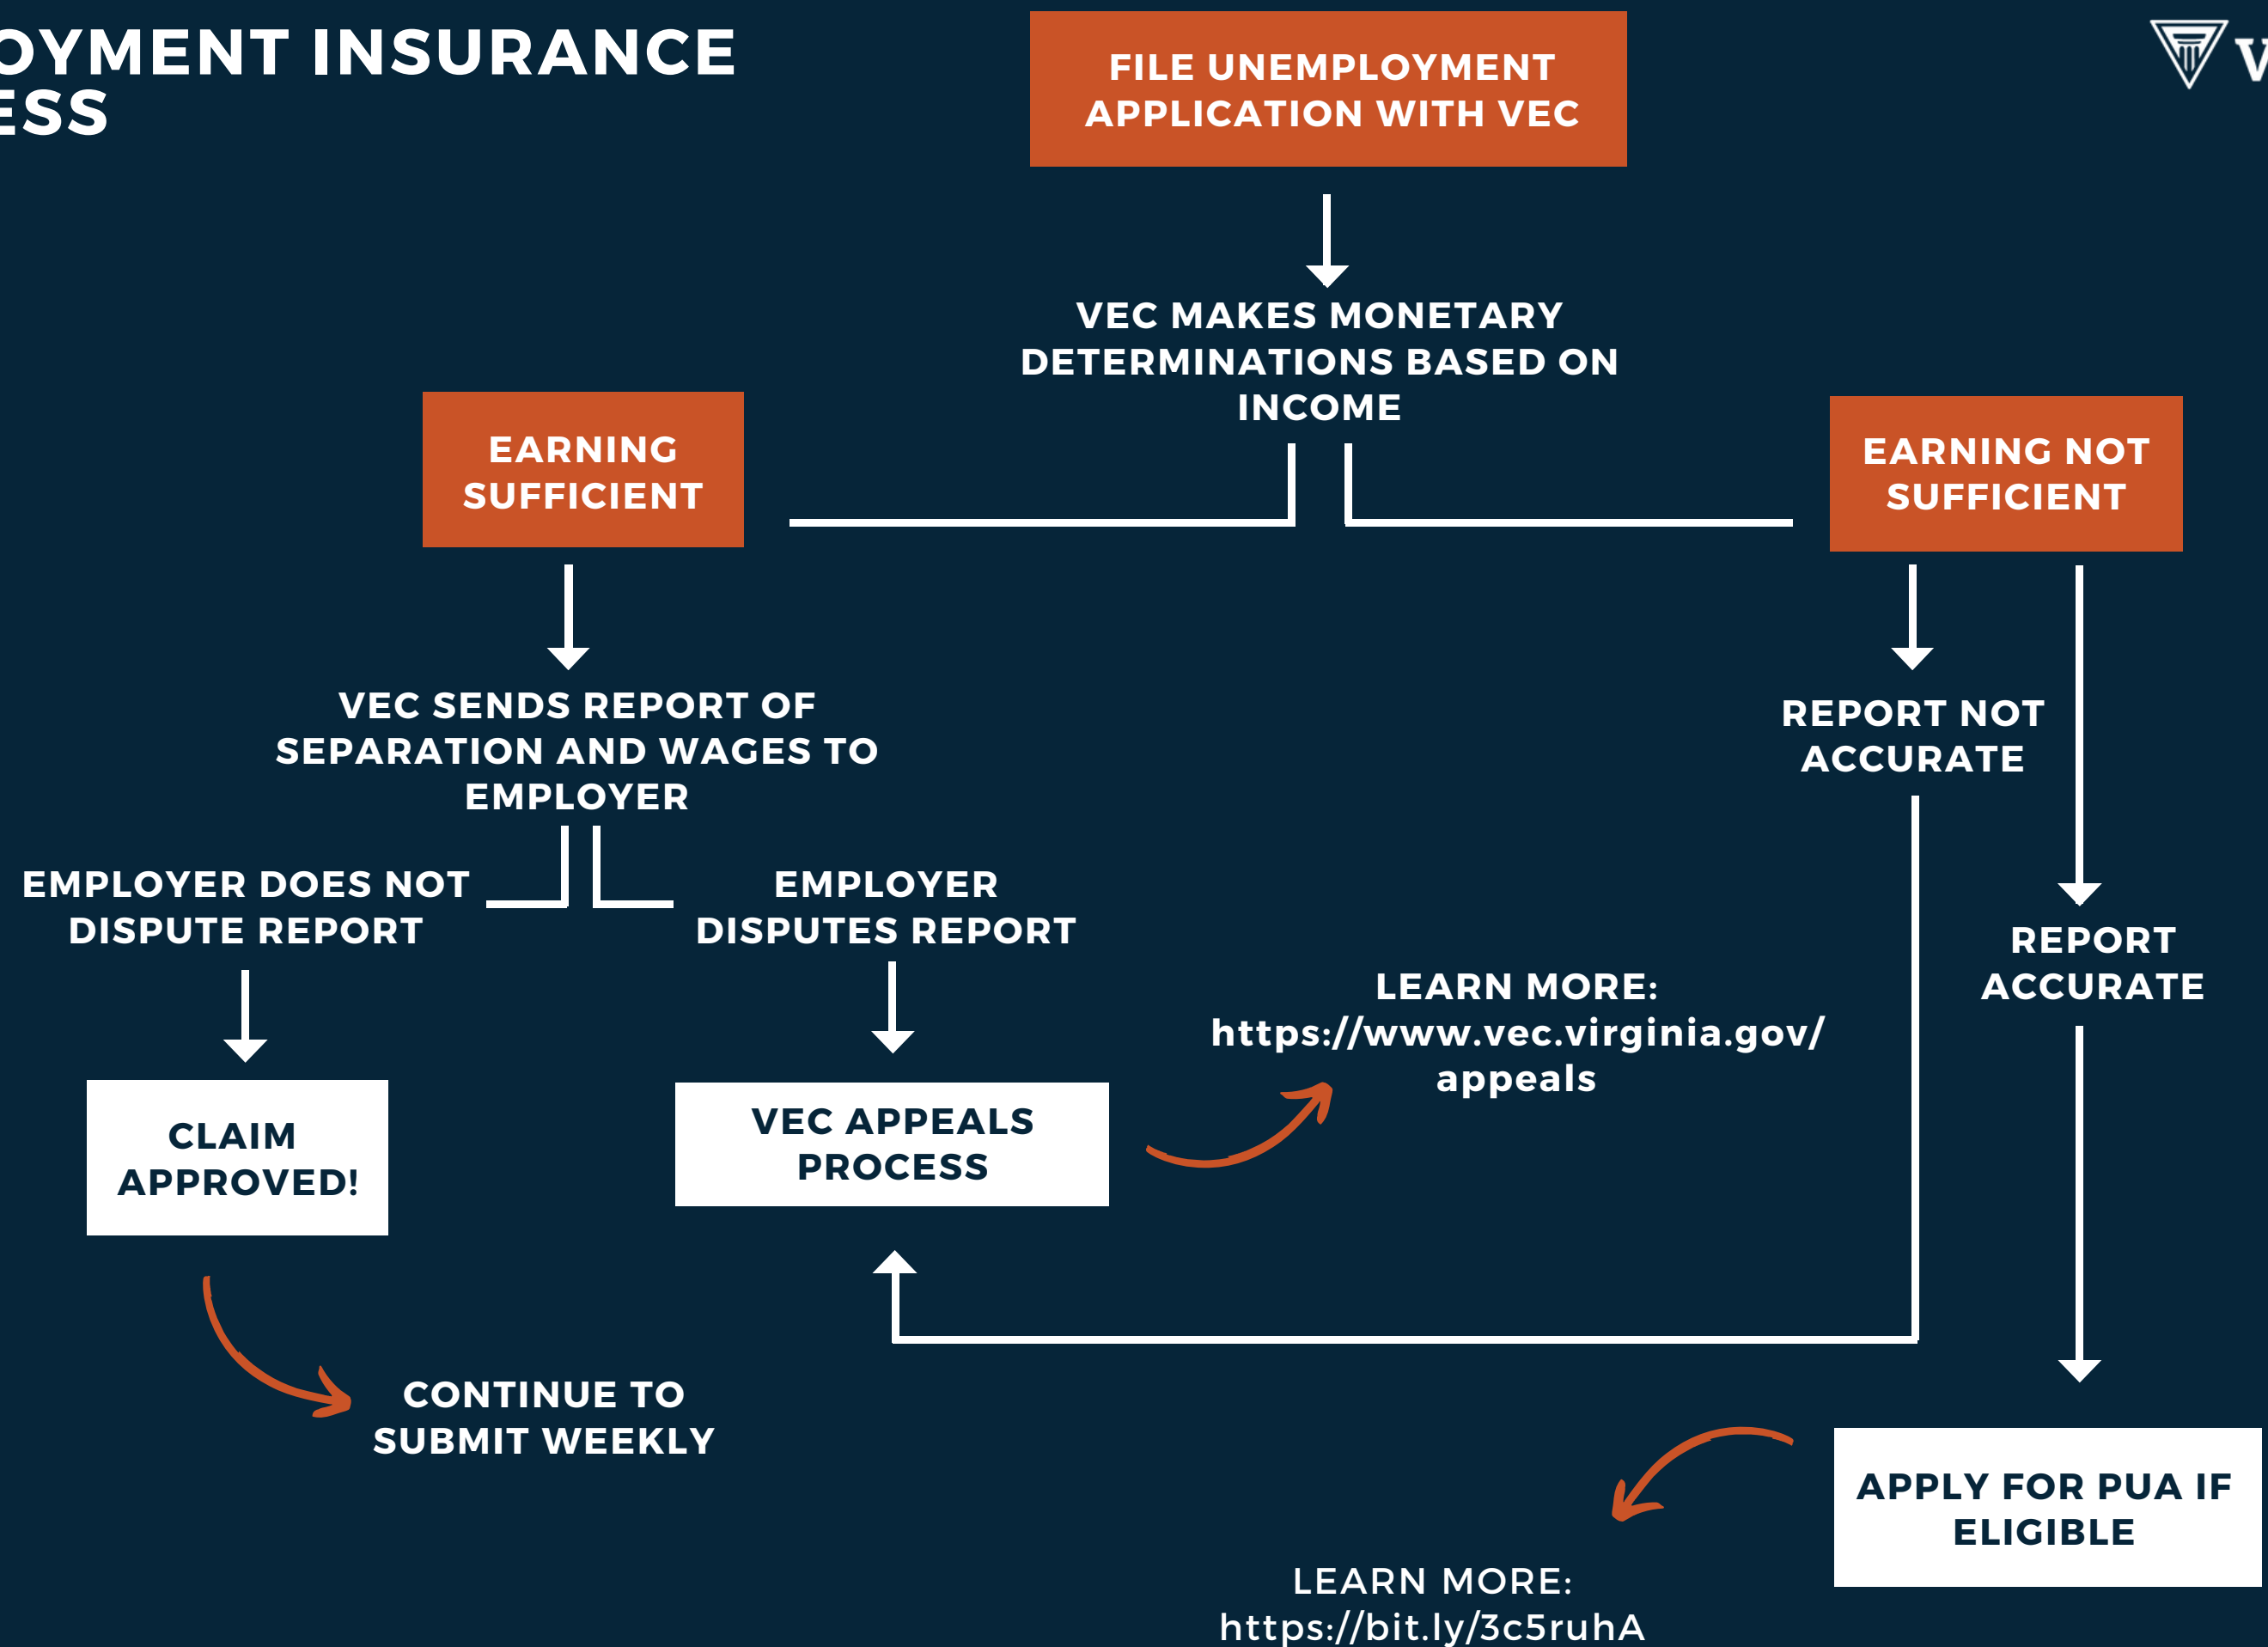 OYMENT INSURANCE
ESS
FILE UNEMPLOYMENT
APPLICATION WITH VEC
V
VEC MAKES MONETARY
DETERMINATIONS BASED ON
INCOME
EARNING
SUFFICIENT
EARNING NOT
SUFFICIENT
VEC SENDS REPORT OF
SEPARATION AND WAGES TO
EMPLOYER
REPORT NOT
ACCURATE
EMPLOYER DOES NOT
DISPUTE REPORT
EMPLOYER
DISPUTES REPORT
REPORT
ACCURATE
LEARN MORE:
https://www.vec.virginia.gov/
appeals
CLAIM
APPROVED!
VEC APPEALS
PROCESS
CONTINUE TO
SUBMIT WEEKLY
APPLY FOR PUA IF
ELIGIBLE
LEARN MORE:
https://bit.ly/3c5ruhA